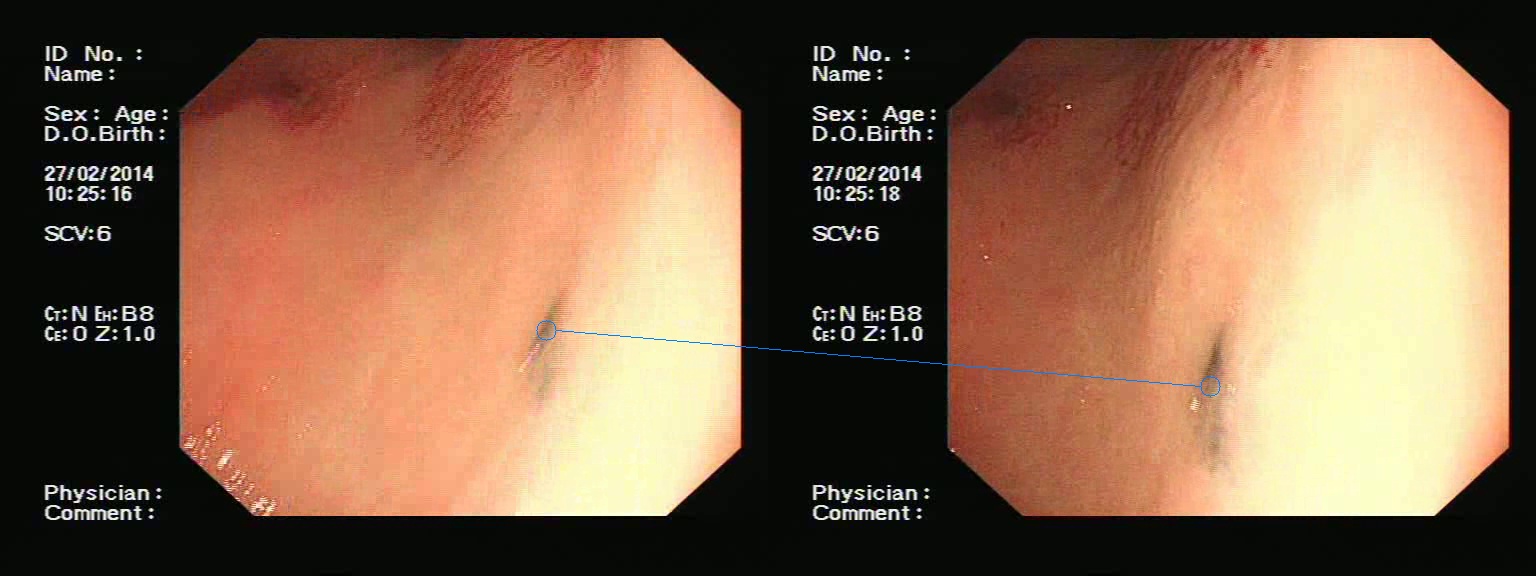 ID No. :
Name :
Sex: Age:
D.O.Birth:
27/02/2014
10:25:16
SCV:6
CT:N EH:B8
CE:0 Z:1.0
Physician:
Comment:
ID No. :
Name :
Sex: Age:
D.O.Birth:
27/02/2014
10:25:18
SCV:6
CT:N EH:B8
CE:0 Z:1.0
Physician:
Comment: